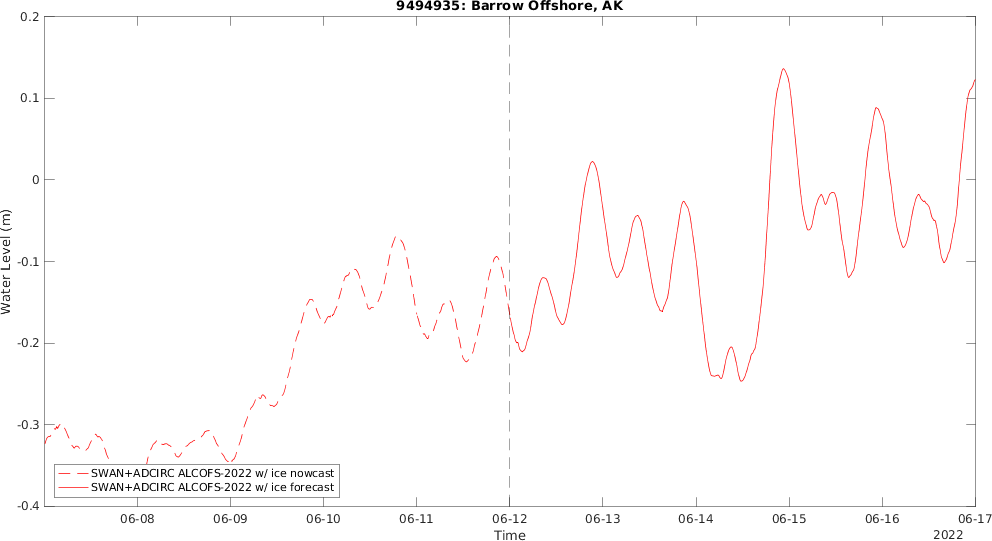 9494935: Barrow Offshore, AK
0.2
0.1
0
-0.1
-0.2
-0.3
-0.4
Water Level (m)
SWAN+ADCIRC ALCOFS-2022 w/ ice nowcast
SWAN+ADCIRC ALCOFS-2022 w/ ice forecast
06-08 06-09 06-10 06-11 06-12 06-13 06-14 06-15 06-16 06-17
Time
2022